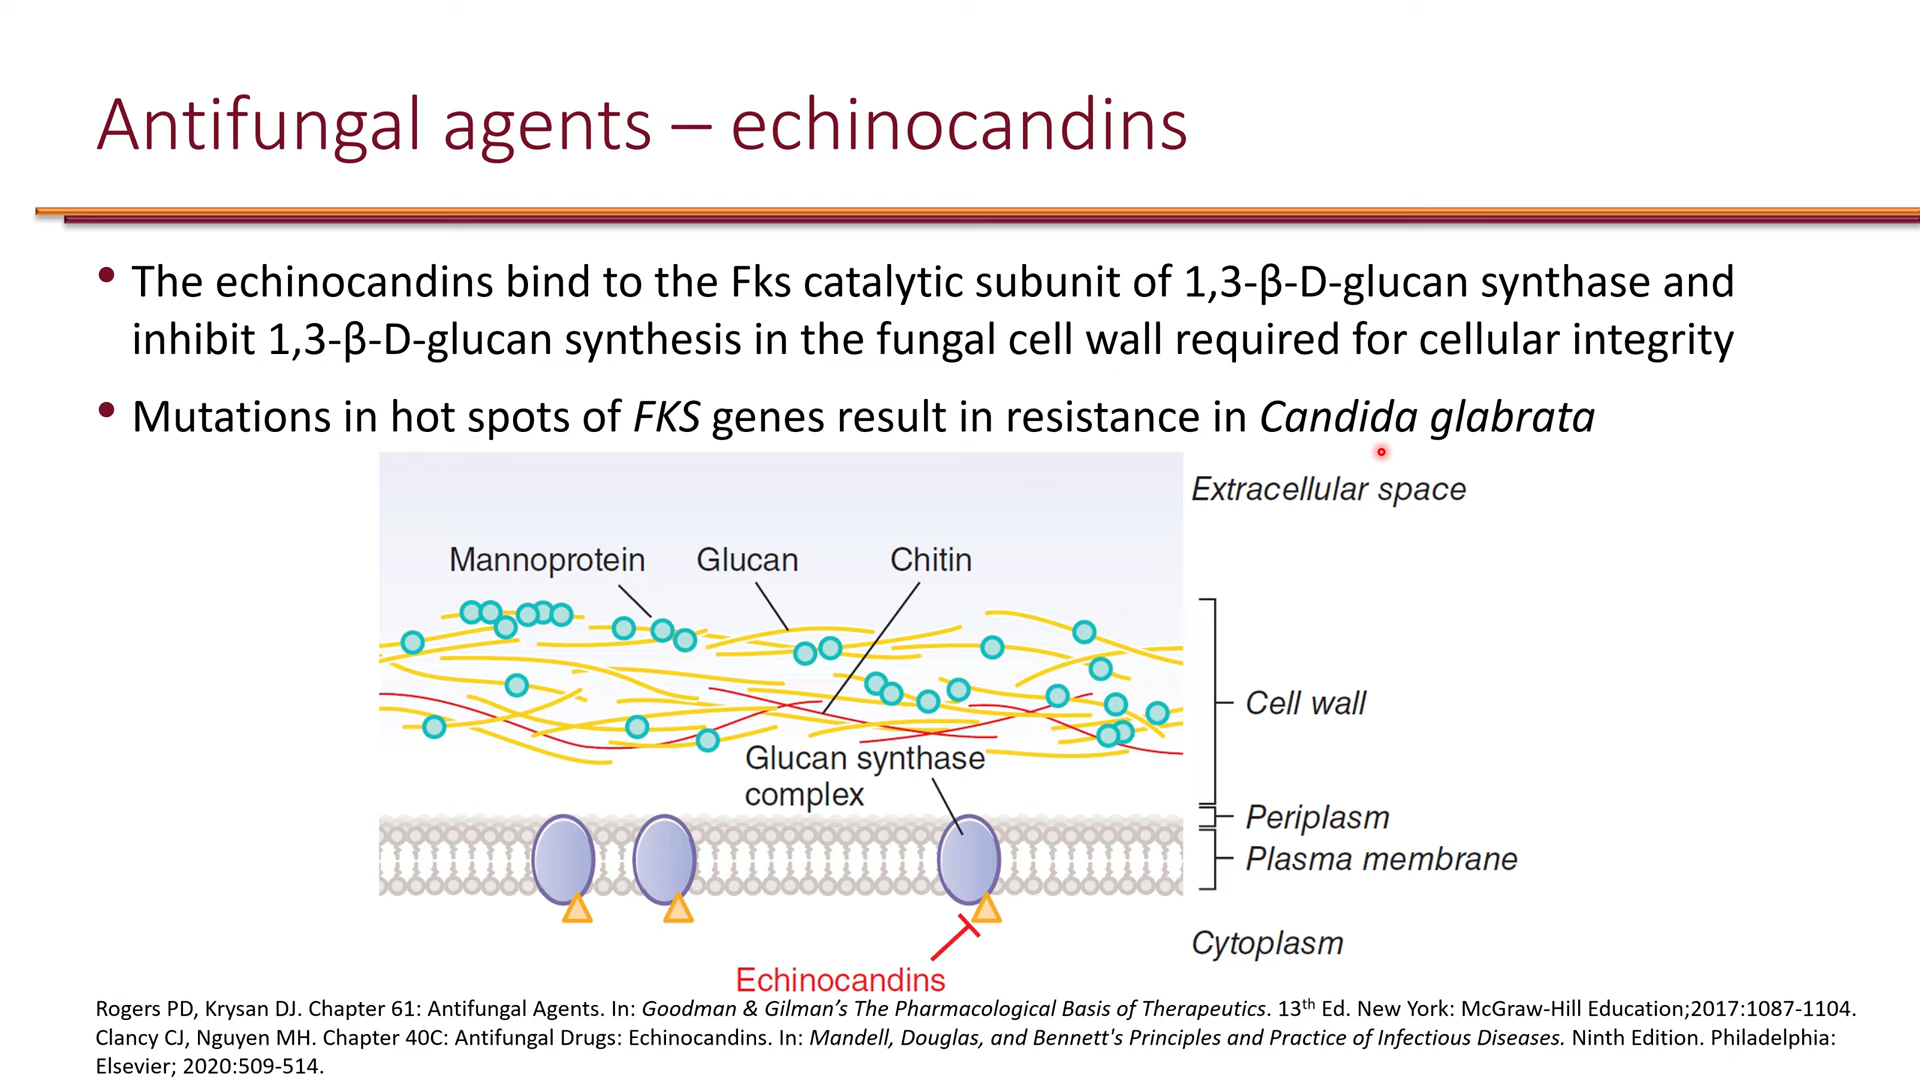 Antifungal agents – echinocandins
• The echinocandins bind to the Fks catalytic subunit of 1,3-β-D-glucan synthase and
inhibit 1,3-β-D-glucan synthesis in the fungal cell wall required for cellular integrity
• Mutations in hot spots of FKS genes result in resistance in Candida glabrata
Extracellular space
Mannoprotein Glucan Chitin
Cell wall
Glucan synthase
complex
Periplasm
Plasma membrane
Cytoplasm
Echinocandins
Rogers PD, Krysan DJ. Chapter 61: Antifungal Agents. In: Goodman & Gilman’s The Pharmacological Basis of Therapeutics. 13th Ed. New York: McGraw-Hill Education;2017:1087-1104.
Clancy CJ, Nguyen MH. Chapter 40C: Antifungal Drugs: Echinocandins. In: Mandell, Douglas, and Bennett's Principles and Practice of Infectious Diseases. Ninth Edition. Philadelphia:
Elsevier; 2020:509-514.